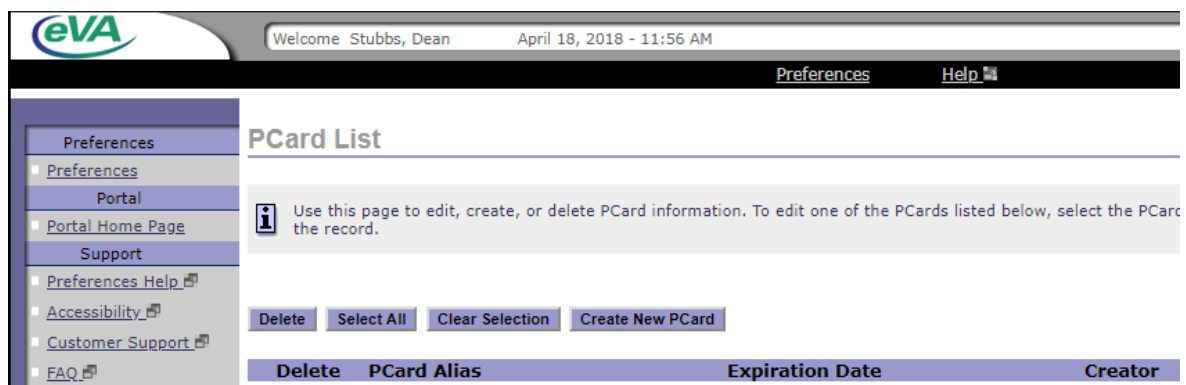 eVA
Welcome Stubbs, Dean April 18, 2018 - 11:56 AM
Preferences Help
Preferences
Preferences
Portal
Portal Home Page
Support
Preferences Help
Accessibility
Customer Support
FAQ
PCard List
Use this page to edit, create, or delete PCard information. To edit one of the PCards listed below, select the PCard
the record.
Delete Select All Clear Selection Create New PCard
Delete PCard Alias Expiration Date Creator